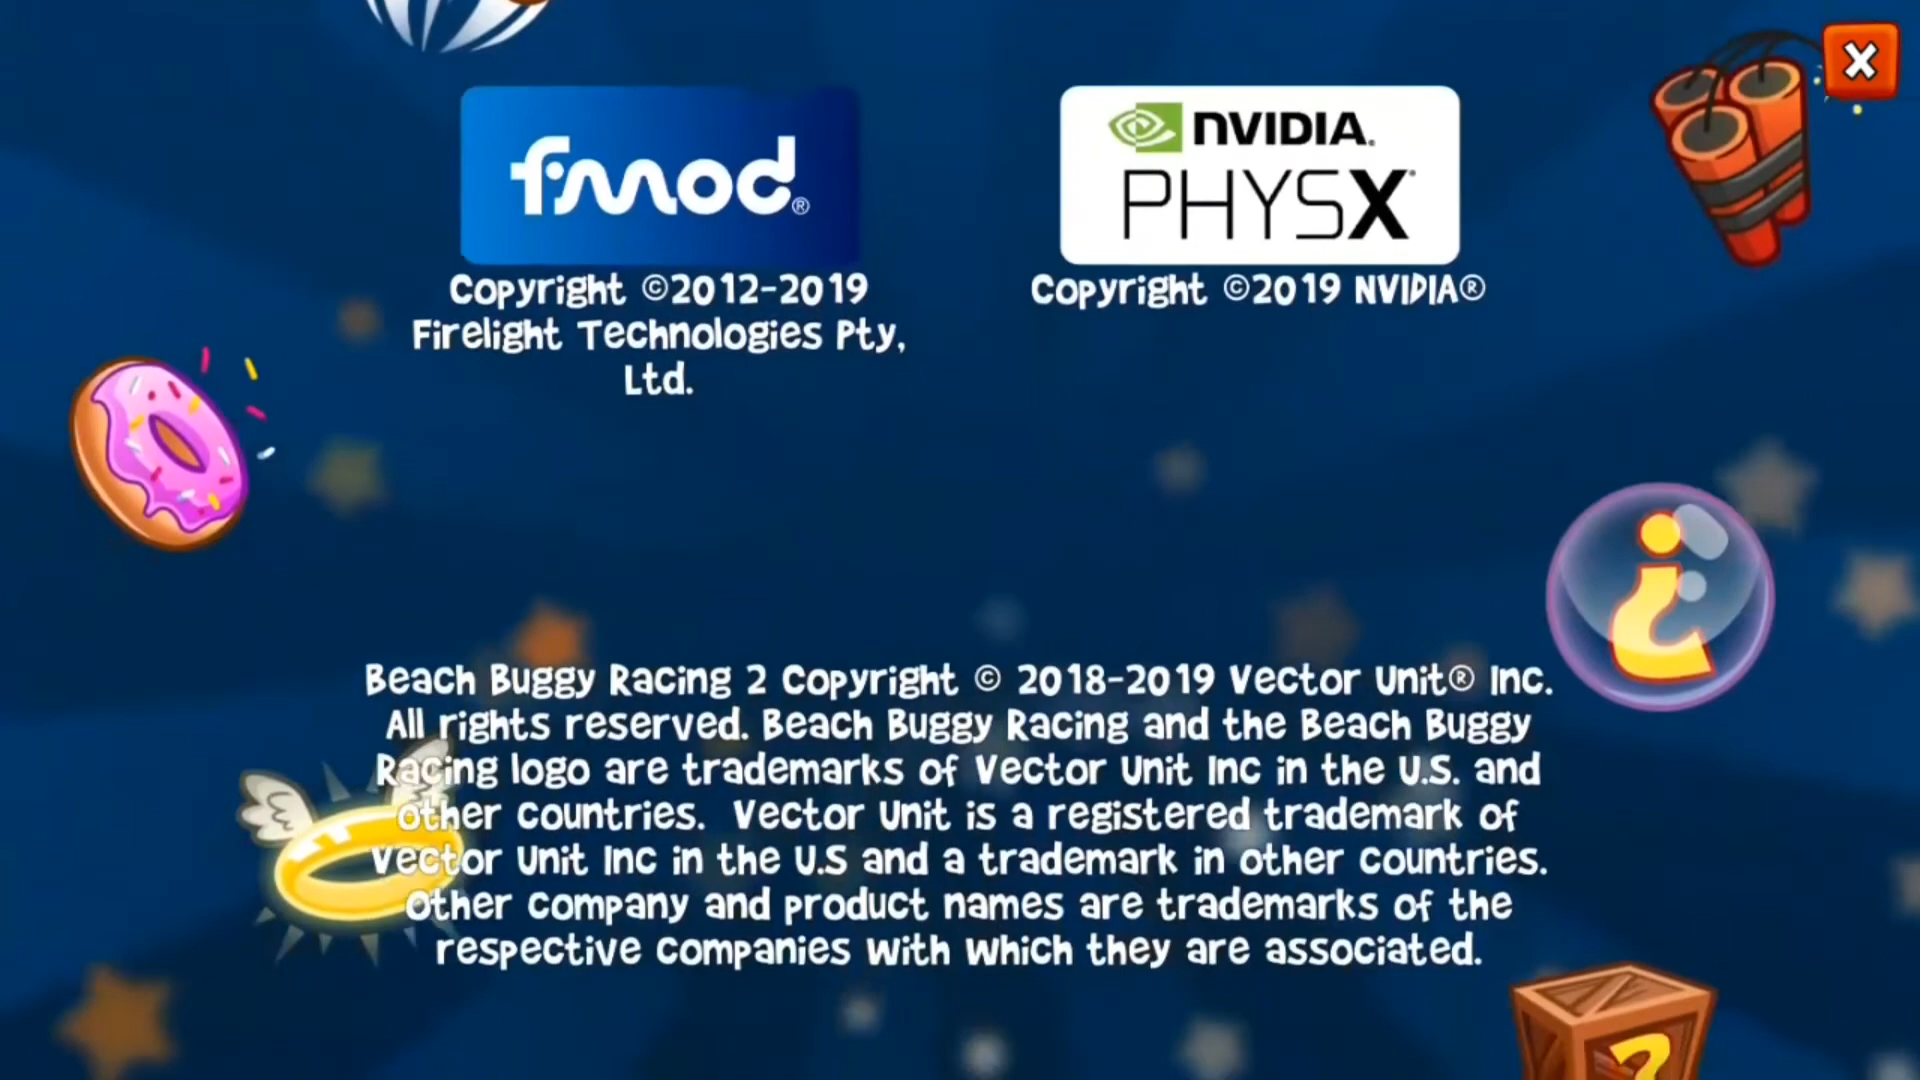 fmod®
NVIDIA.
PHYSX®
Copyright ©2012-2019
Firelight Technologies Pty,
Ltd.
Copyright ©2019 NVIDIA®
Beach Buggy Racing 2 Copyright © 2018-2019 Vector Unit® Inc.
All rights reserved. Beach Buggy Racing and the Beach Buggy
Racing logo are trademarks of Vector Unit Inc in the U.S. and
other countries.  Vector Unit is a registered trademark of
Vector Unit Inc in the U.S and a trademark in other countries.
Other company and product names are trademarks of the
respective companies with which they are associated.
¿
?